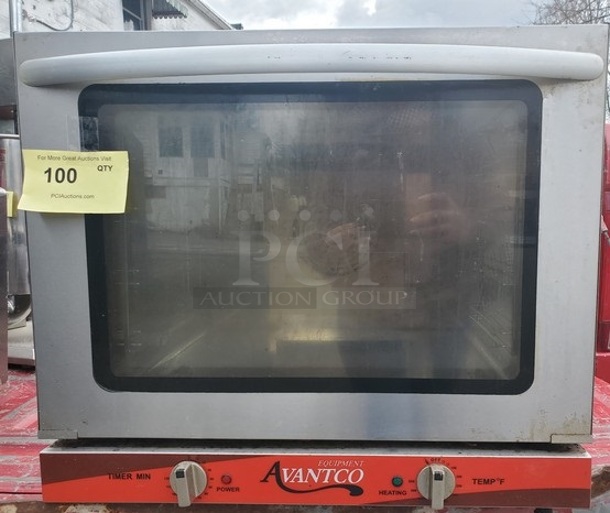 For More Great Auctions Visit
100 QTY
PCIAuctions.com
PCI
AUCTION GROUP
TIMER MIN
POWER
EQUIPMENT
AVANTCO
HEATING
OFF
TEMP°F